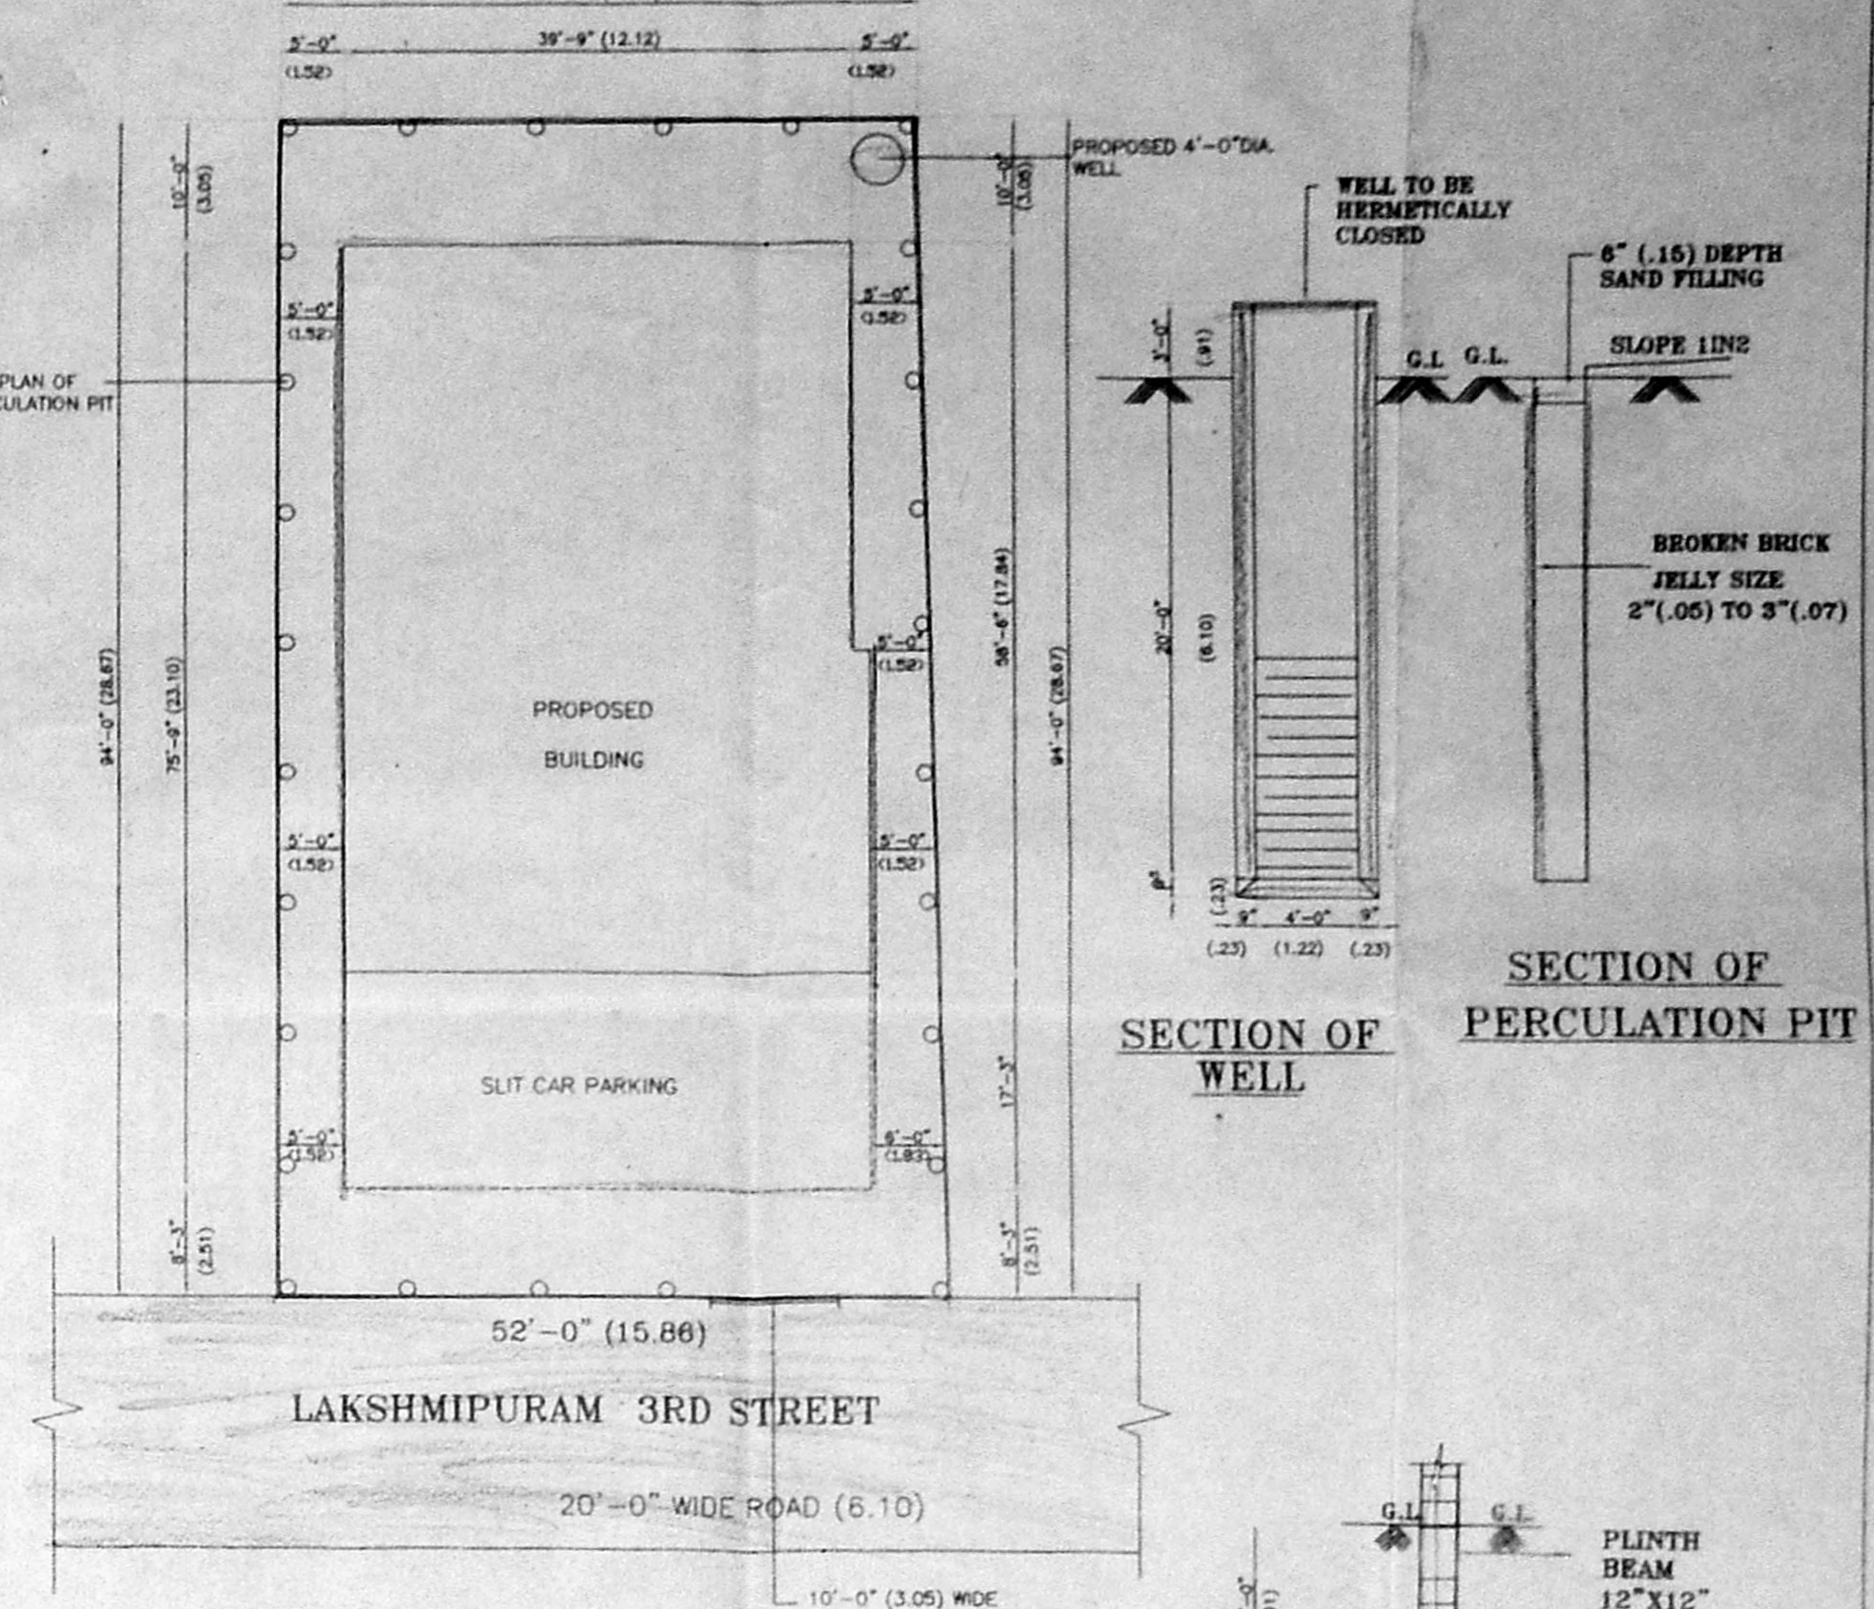 5'-0" 39'-9" (12.12) 5'-0"
(1.52) (1.52)
10'-0" (3.05)
10'-0" (3.05)
PROPOSED 4'-0"DIA.
WELL
WELL TO BE
HERMETICALLY
CLOSED
6" (.15) DEPTH
SAND FILLING
SLOPE 1IN2
5'-0"
(1.52)
5'-0"
(1.52)
3'-0" (.91)
G.L G.L.
PLAN OF
CULATION PIT
BROKEN BRICK
JELLY SIZE
2"(.05) TO 3"(.07)
94'-0" (28.67)
75'-9" (23.10)
5'-0"
(1.52)
58'-6" (17.84)
94'-0" (28.67)
20'-0" (6.10)
PROPOSED
BUILDING
5'-0"
(1.52)
5'-0"
(1.52)
9" (.23)
9" 4'-0" 9"
(.23) (1.22) (.23)
SECTION OF
PERCULATION PIT
SECTION OF
WELL
SLIT CAR PARKING
17'-3"
5'-0"
(1.52)
6'-0"
(1.83)
8'-3" (2.51)
8'-3" (2.51)
52'-0" (15.86)
LAKSHMIPURAM 3RD STREET
20'-0" WIDE ROAD (6.10)
10'-0" (3.05) WIDE
G.L G.L.
PLINTH
BEAM
12"X12"